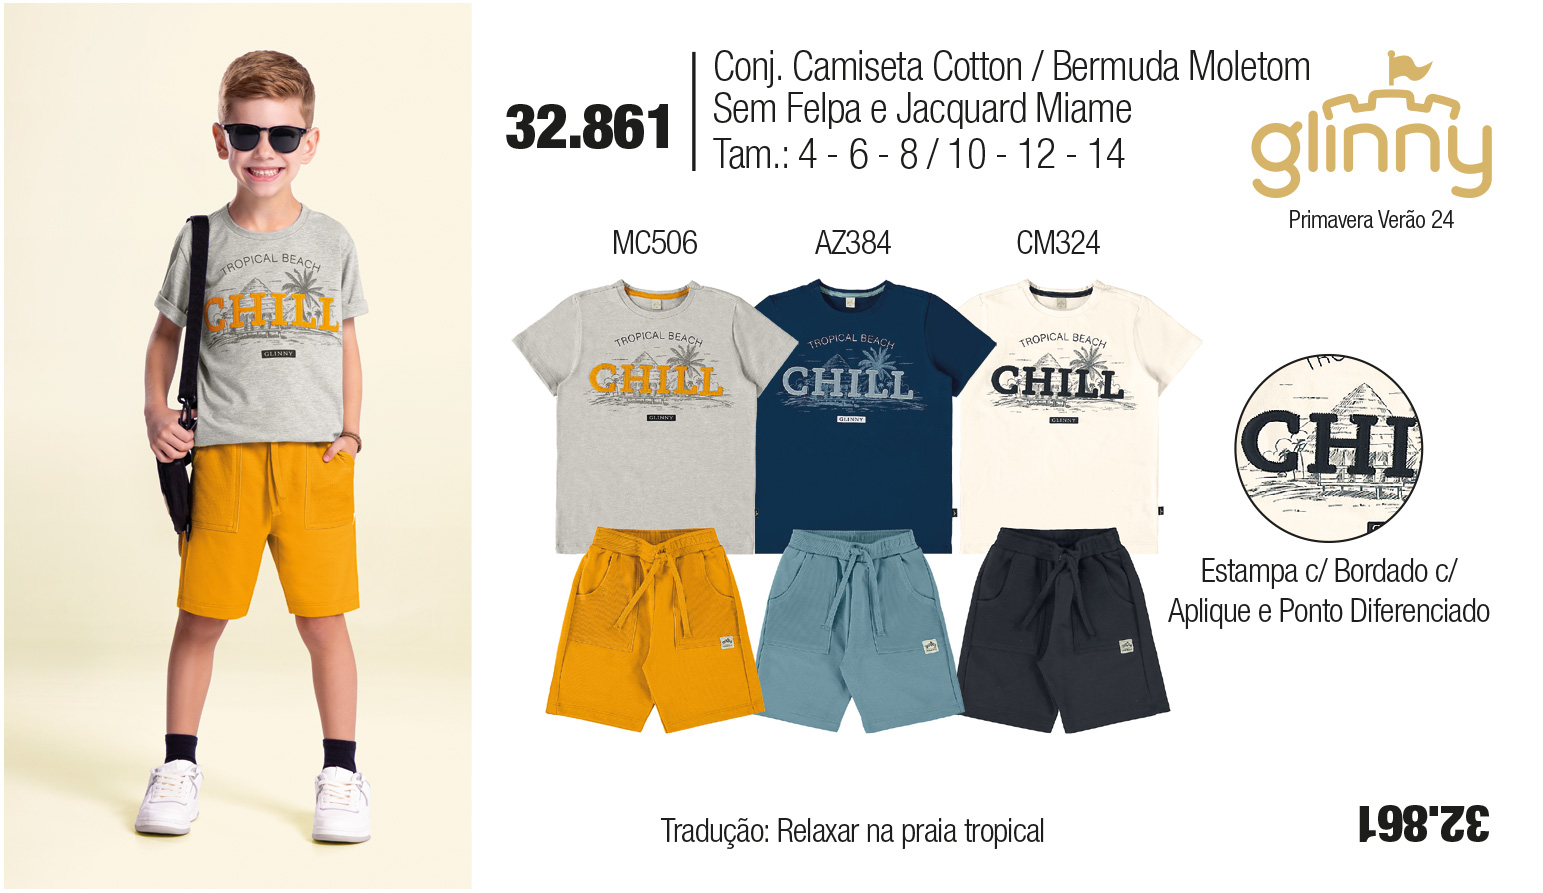 32.861
Conj. Camiseta Cotton / Bermuda Moletom
Sem Felpa e Jacquard Miame
Tam.: 4 - 6 - 8 / 10 - 12 - 14
glinny
Primavera Verão 24
MC506
AZ384
CM324
TROPICAL BEACH
CHILL
GLINNY
TROPICAL BEACH
CHILL
GLINNY
TROPICAL BEACH
CHILL
GLINNY
TROPICAL BEACH
CHILL
GLINNY
TRO
CHI
Estampa c/ Bordado c/
Aplique e Ponto Diferenciado
Tradução: Relaxar na praia tropical
32.861